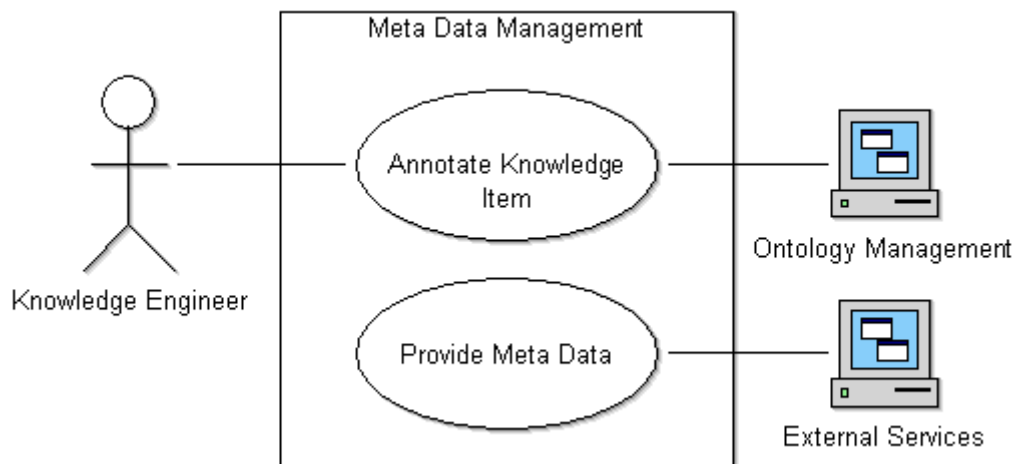 Meta Data Management
Annotate Knowledge
Item
Ontology Management
Knowledge Engineer
Provide Meta Data
External Services